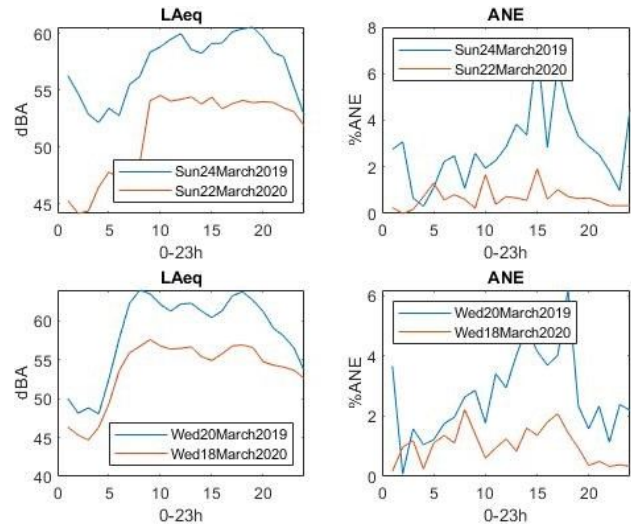 LAeq
60
55
50
45
dBA
0 5 10 15 20
0-23h
Sun24March2019
Sun22March2020
ANE
8
6
4
2
0
%ANE
0 5 10 15 20
0-23h
Sun24March2019
Sun22March2020
LAeq
60
55
50
45
40
dBA
0 5 10 15 20
0-23h
Wed20March2019
Wed18March2020
ANE
6
4
2
0
%ANE
0 5 10 15 20
0-23h
Wed20March2019
Wed18March2020